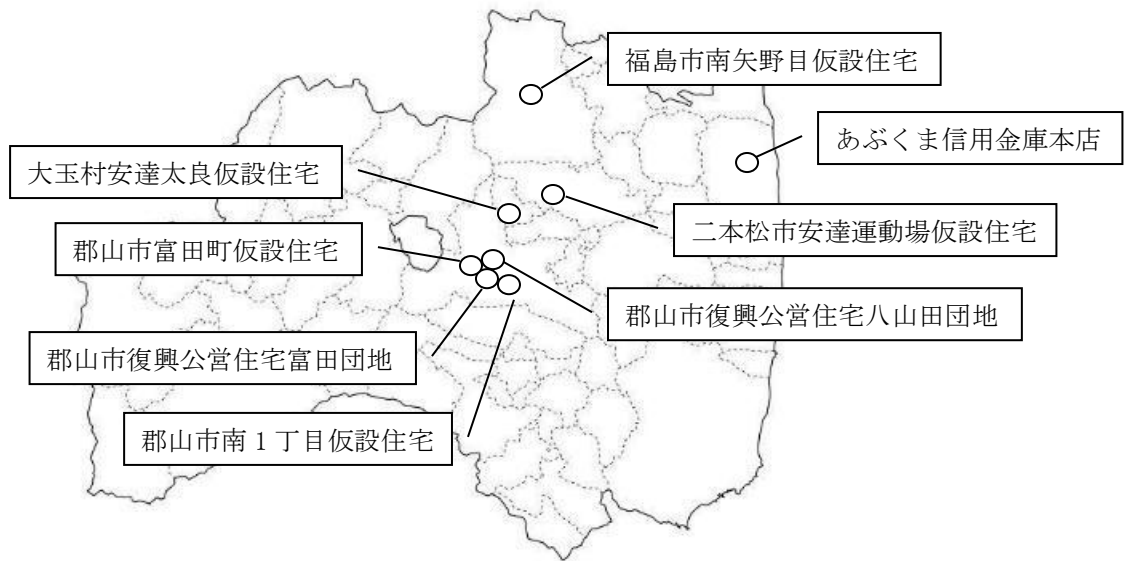 福島市南矢野目仮設住宅
あぶくま信用金庫本店
大玉村安達太良仮設住宅
二本松市安達運動場仮設住宅
郡山市富田町仮設住宅
郡山市復興公営住宅八山田団地
郡山市復興公営住宅富田団地
郡山市南1丁目仮設住宅